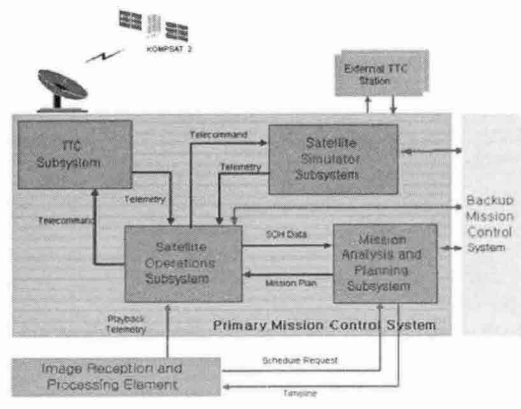 KOMPSAT 2
External TTC
Station
TTC
Subsystem
Telecommand
Satellite
Simulator
Subsystem
Telemetry
Telemetry
Telecommand
Satellite
Operations
Subsystem
SOH Data
Mission Plan
Mission
Analysis and
Planning
Subsystem
Backup
Mission
Control
System
Playback
Telemetry
Primary Mission Control System
Image Reception and
Processing Element
Schedule Request
Timeline